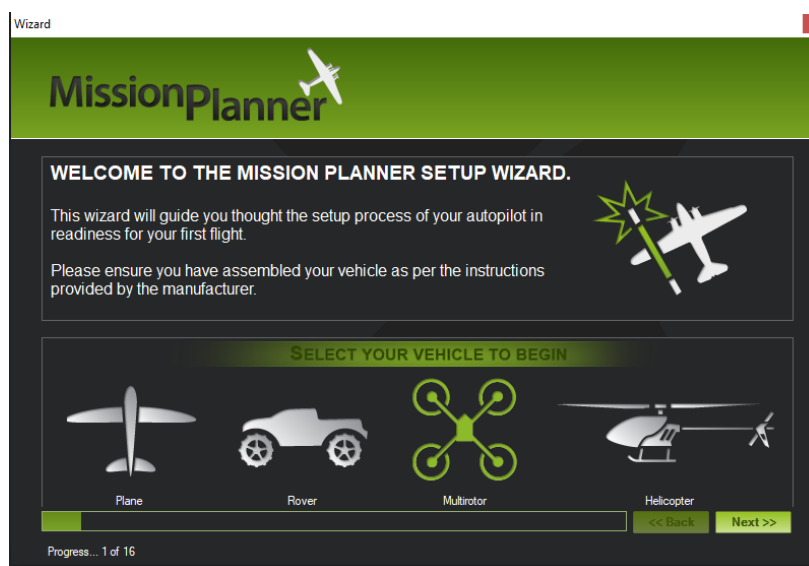 Wizard
MissionPlanner
WELCOME TO THE MISSION PLANNER SETUP WIZARD.
This wizard will guide you thought the setup process of your autopilot in
readiness for your first flight.
Please ensure you have assembled your vehicle as per the instructions
provided by the manufacturer.
SELECT YOUR VEHICLE TO BEGIN
Plane
Rover
Multirotor
Helicopter
<< Back
Next >>
Progress... 1 of 16